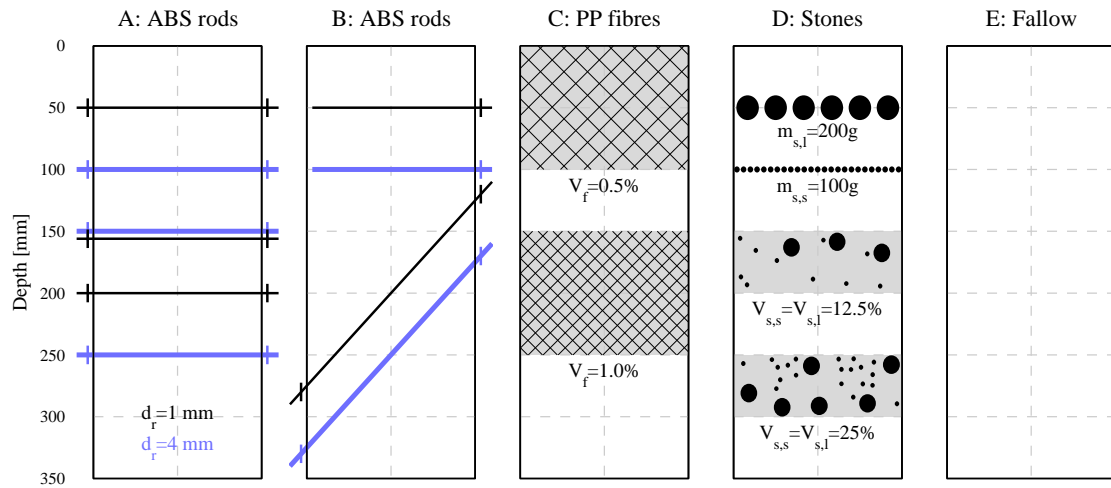 A: ABS rods
B: ABS rods
C: PP fibres
D: Stones
E: Fallow
Depth [mm]
0
50
100
150
200
250
300
350
d_r=1 mm
d_r=4 mm
V_f=0.5%
V_f=1.0%
m_s,l=200g
m_s,s=100g
V_s,s=V_s,l=12.5%
V_s,s=V_s,l=25%